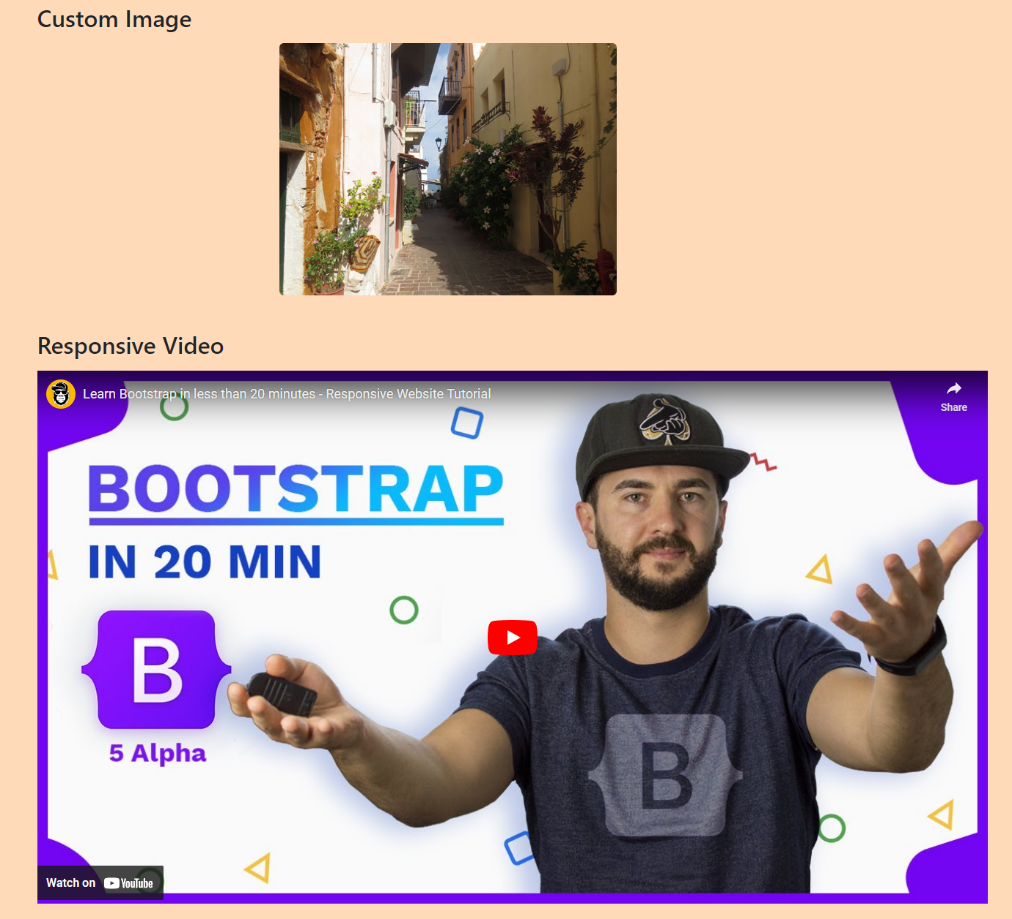 Custom Image
Responsive Video
Learn Bootstrap in less than 20 minutes - Responsive Website Tutorial
Share
BOOTSTRAP
IN 20 MIN
B
5 Alpha
B
Watch on YouTube